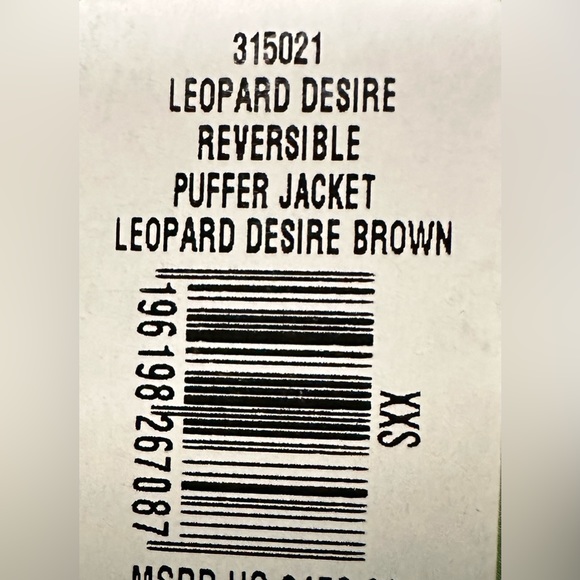 315021
LEOPARD DESIRE
REVERSIBLE
PUFFER JACKET
LEOPARD DESIRE BROWN
196198267087
XXS